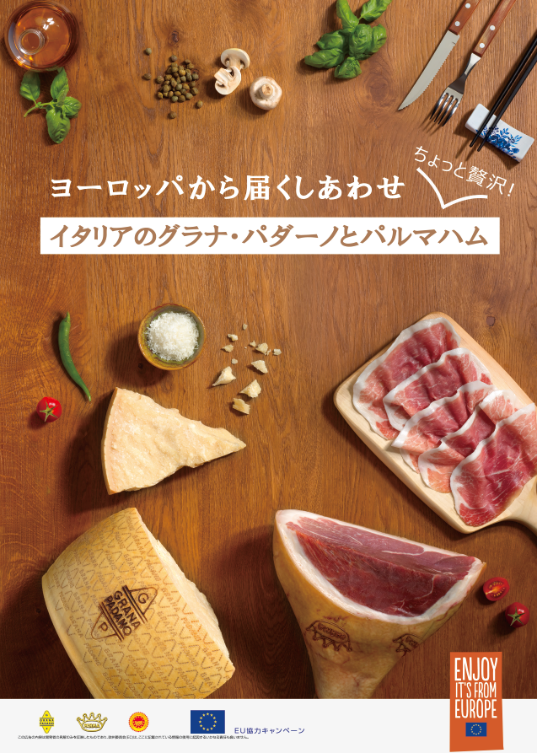 ちょっと贅沢!
ヨーロッパから届くしあわせ
イタリアのグラナ・パダーノとパルマハム
G
GRANA
PADANO
P
ENJOY
IT'S FROM
EUROPE
EU協力キャンペーン